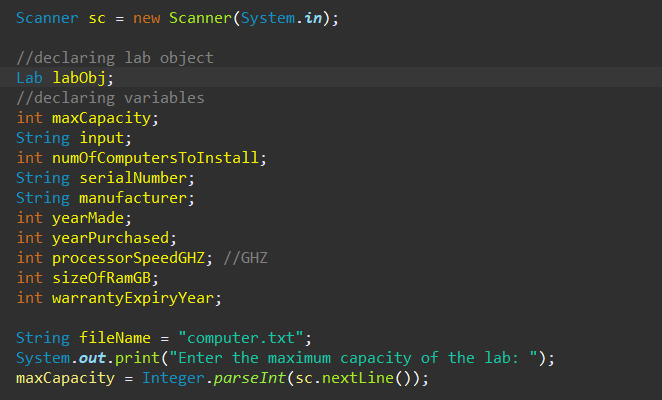 Scanner sc = new Scanner(System.in);
//declaring lab object
Lab labObj;
//declaring variables
int maxCapacity;
String input;
int numOfComputersToInstall;
String serialNumber;
String manufacturer;
int yearMade;
int yearPurchased;
int processorSpeedGHZ; //GHZ
int sizeOfRamGB;
int warrantyExpiryYear;
String fileName = "computer.txt";
System.out.print("Enter the maximum capacity of the lab: ");
maxCapacity = Integer.parseInt(sc.nextLine());